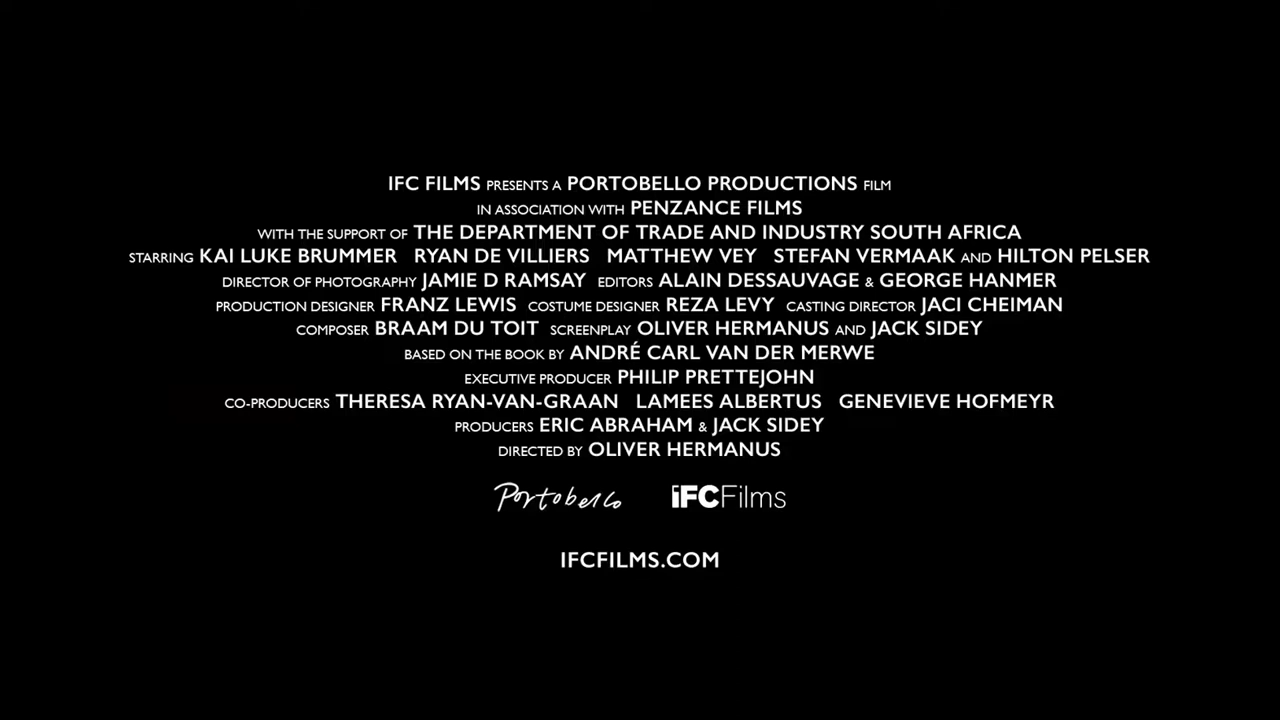 IFC FILMS PRESENTS A PORTOBELLO PRODUCTIONS FILM
IN ASSOCIATION WITH PENZANCE FILMS
WITH THE SUPPORT OF THE DEPARTMENT OF TRADE AND INDUSTRY SOUTH AFRICA
STARRING KAI LUKE BRUMMER RYAN DE VILLIERS MATTHEW VEY STEFAN VERMAAK AND HILTON PELSER
DIRECTOR OF PHOTOGRAPHY JAMIE D RAMSAY EDITORS ALAIN DESSAUVAGE & GEORGE HANMER
PRODUCTION DESIGNER FRANZ LEWIS COSTUME DESIGNER REZA LEVY CASTING DIRECTOR JACI CHEIMAN
COMPOSER BRAAM DU TOIT SCREENPLAY OLIVER HERMANUS AND JACK SIDEY
BASED ON THE BOOK BY ANDRÉ CARL VAN DER MERWE
EXECUTIVE PRODUCER PHILIP PRETTEJOHN
CO-PRODUCERS THERESA RYAN-VAN-GRAAN LAMEES ALBERTUS GENEVIEVE HOFMEYR
PRODUCERS ERIC ABRAHAM & JACK SIDEY
DIRECTED BY OLIVER HERMANUS
Portobello IFC Films
IFCFILMS.COM